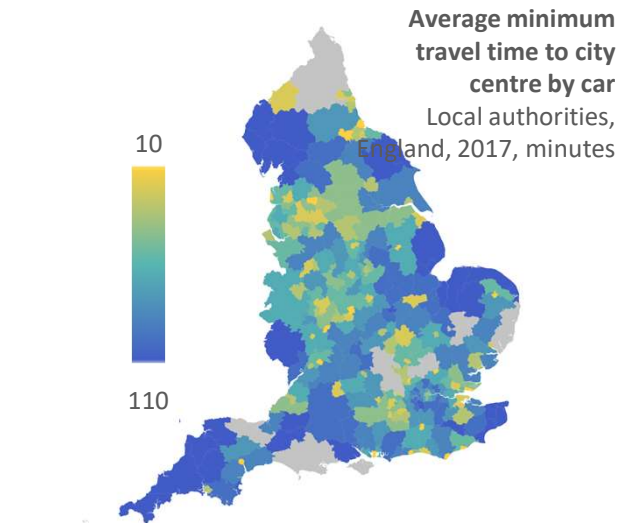 Average minimum
travel time to city
centre by car
Local authorities,
England, 2017, minutes
10
110